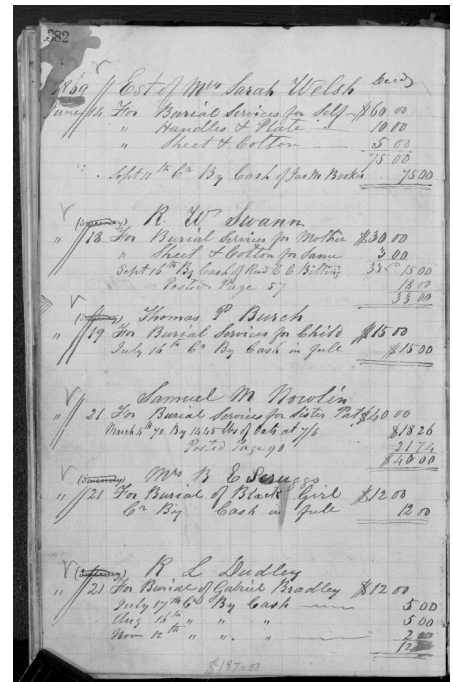 382
1869 Est of Mrs Sarah Welsh Decd
June 14 For Burial Services for Self $60 00
" Handles & Plate 10 00
" Sheet & Cotton 5 00
75 00
Sept 11th Cr By Cash of Jas M Booker 75 00
R. W Swann
" 18 For Burial Services for Mother $30 00
" Sheet & Cotton for Same 3 00
Sept 16th By Cash of Rev C C Bitting 15 00
Posted Page 57 18 00
33 00
Thomas P Burch
" 19 For Burial Services for Child $15 00
July 16th Cr By Cash in full $15 00
Samuel M Nowlin
" 21 For Burial Services for Sister Pat $40 00
March 4th 70 By 1445 lbs of Oats at 7/6 $18 26
Posted Page 90 21 74
$40 00
Mrs B E Scruggs
" 21 For Burial of Black Girl $12 00
Cr By Cash in full 12 00
R L Dudley
" 21 For Burial of Gabriel Bradley $12 00
July 17th Cr By Cash 5 00
Aug 16th " " " 5 00
Nov 12th " " " 2 00
12
$187.00